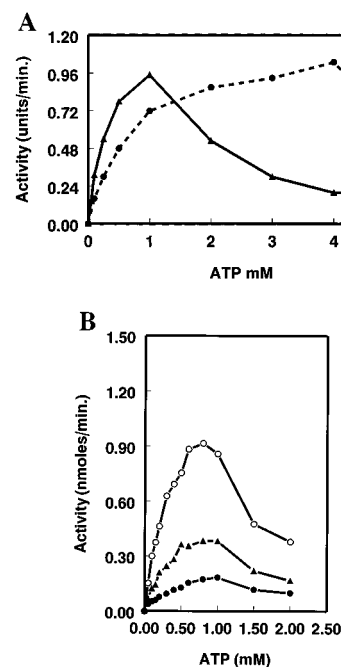 A
Activity (units/min.)
1.20
0.96
0.72
0.48
0.24
0.00
0 1 2 3 4
ATP mM
B
Activity (nmoles/min.)
1.50
1.20
0.90
0.60
0.30
0.00
0.00 0.50 1.00 1.50 2.00 2.50
ATP (mM)